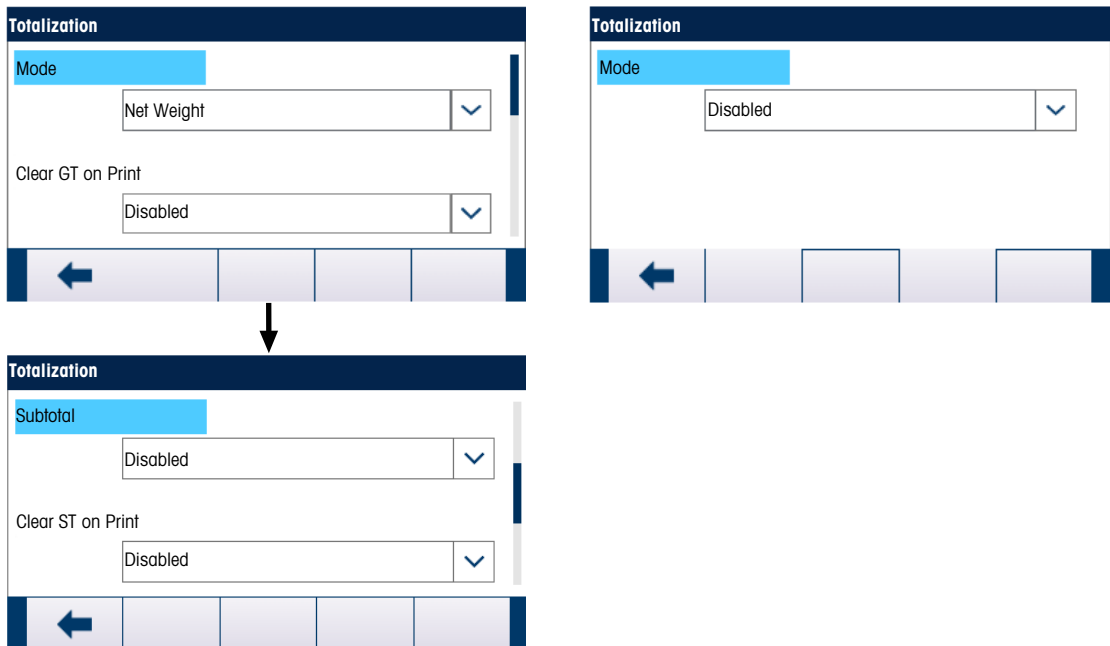 Totalization
Mode
Net Weight
Clear GT on Print
Disabled
Totalization
Mode
Disabled
Totalization
Subtotal
Disabled
Clear ST on Print
Disabled